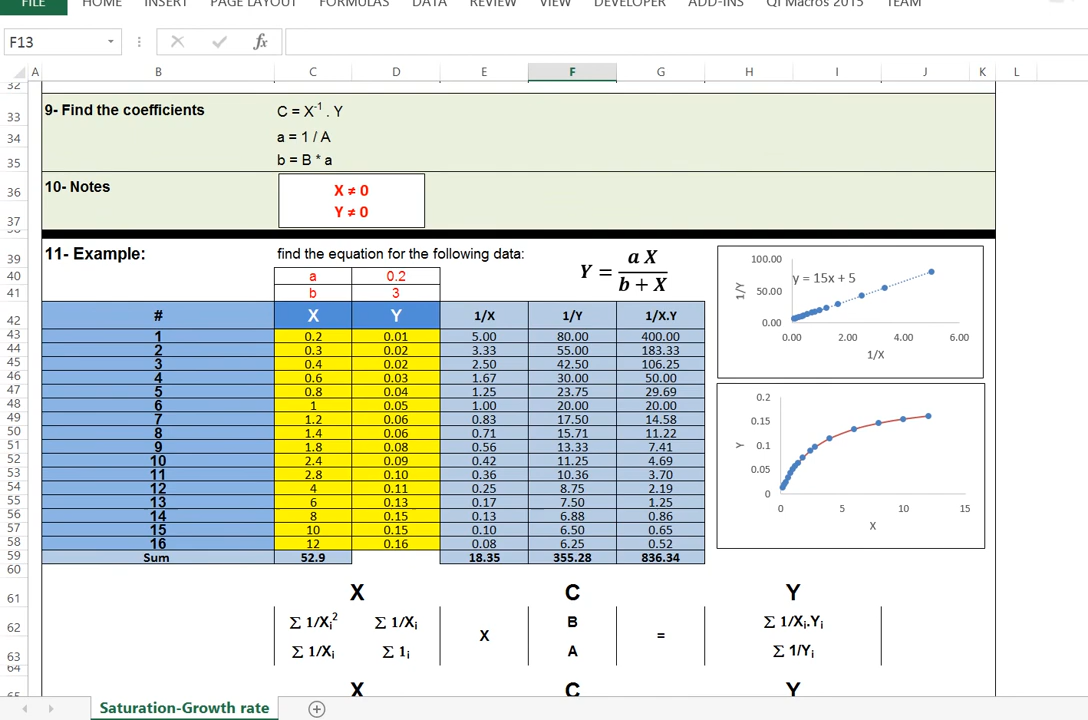 FILE HOME INSERT PAGE LAYOUT FORMULAS DATA REVIEW VIEW DEVELOPER ADD-INS QI Macros 2015 TEAM
F13 fx
A B C D E F G H I J K L
32
33 9- Find the coefficients C = X⁻¹ . Y
34 a = 1 / A
35 b = B * a
36 10- Notes X ≠ 0
37 Y ≠ 0
38
39 11- Example: find the equation for the following data:
40 a 0.2
41 b 3
Y = a X / b + X
42 # X Y 1/X 1/Y 1/X.Y
43 1 0.2 0.01 5.00 80.00 400.00
44 2 0.3 0.02 3.33 55.00 183.33
45 3 0.4 0.02 2.50 42.50 106.25
46 4 0.6 0.03 1.67 30.00 50.00
47 5 0.8 0.04 1.25 23.75 29.69
48 6 1 0.05 1.00 20.00 20.00
49 7 1.2 0.06 0.83 17.50 14.58
50 8 1.4 0.06 0.71 15.71 11.22
51 9 1.8 0.08 0.56 13.33 7.41
52 10 2.4 0.09 0.42 11.25 4.69
53 11 2.8 0.10 0.36 10.36 3.70
54 12 4 0.11 0.25 8.75 2.19
55 13 6 0.13 0.17 7.50 1.25
56 14 8 0.15 0.13 6.88 0.86
57 15 10 0.15 0.10 6.50 0.65
58 16 12 0.16 0.08 6.25 0.52
59 Sum 52.9 18.35 355.28 836.34
60
100.00
y = 15x + 5
1/Y 50.00
0.00
0.00 2.00 4.00 6.00
1/X
0.2
0.15
Y 0.1
0.05
0
0 5 10 15
X
61 X C Y
62 Σ 1/Xᵢ² Σ 1/Xᵢ B Σ 1/Xᵢ.Yᵢ
X =
63 Σ 1/Xᵢ Σ 1ᵢ A Σ 1/Yᵢ
64
65 X C Y
Saturation-Growth rate